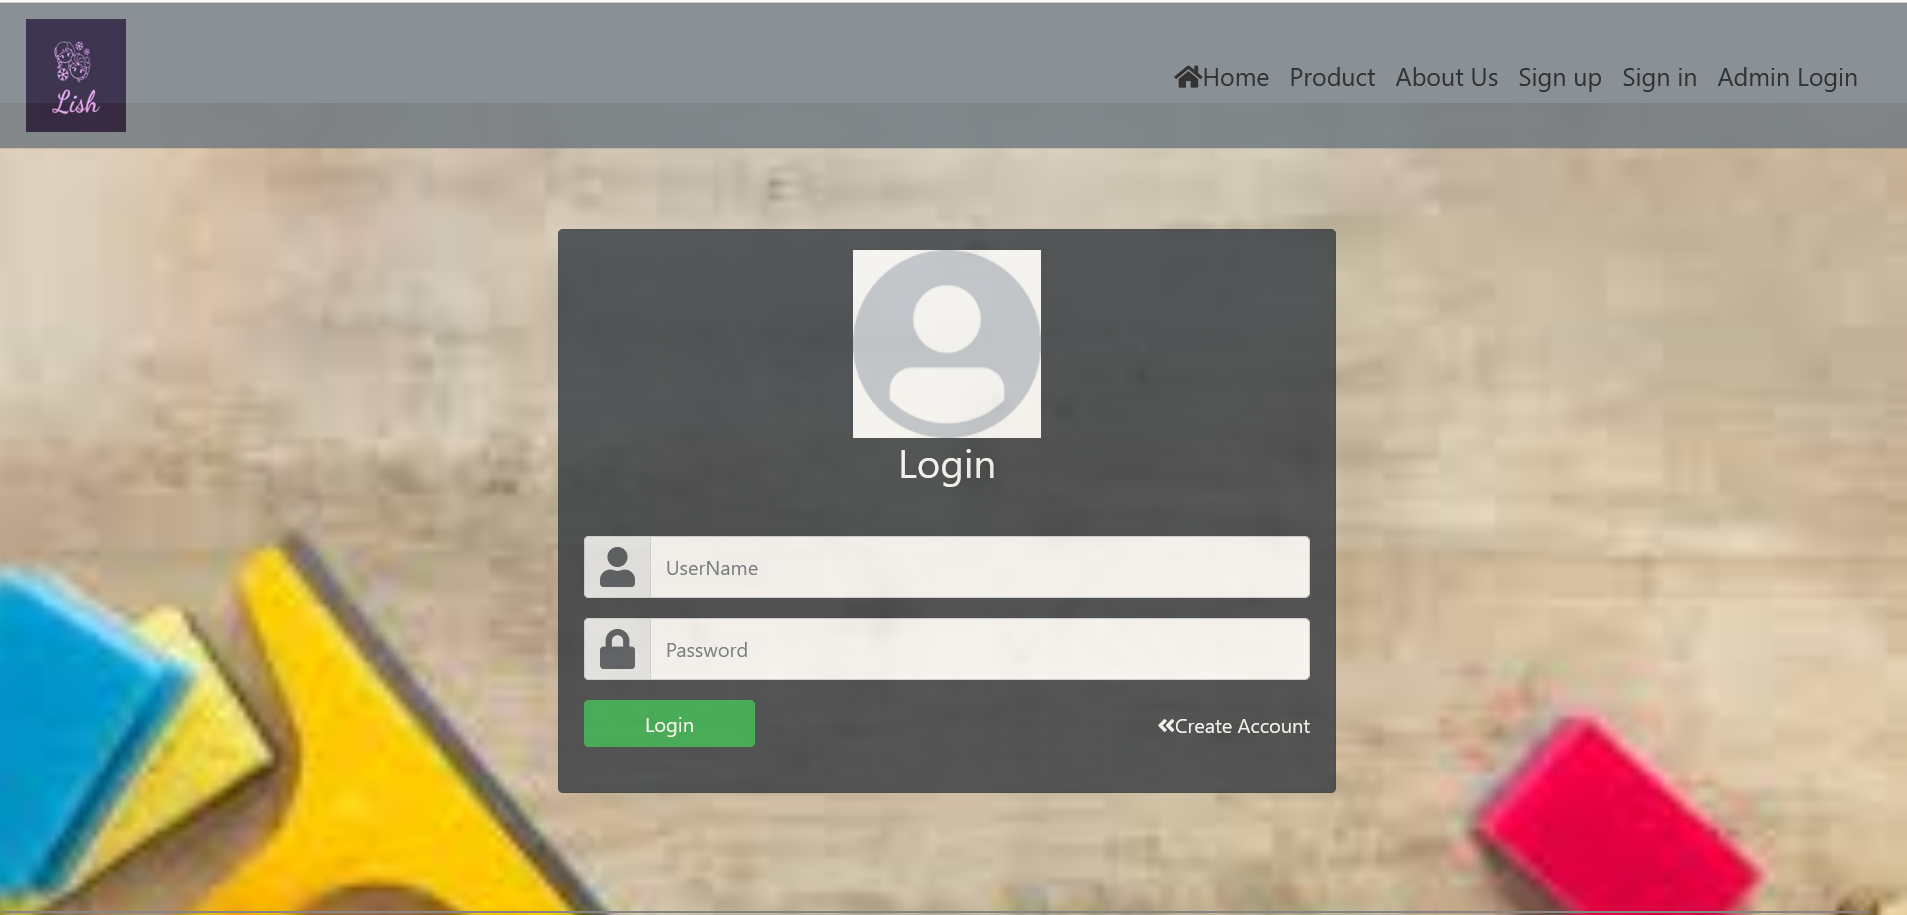 Lish
Home Product About Us Sign up Sign in Admin Login
Login
UserName
Password
Login
Create Account